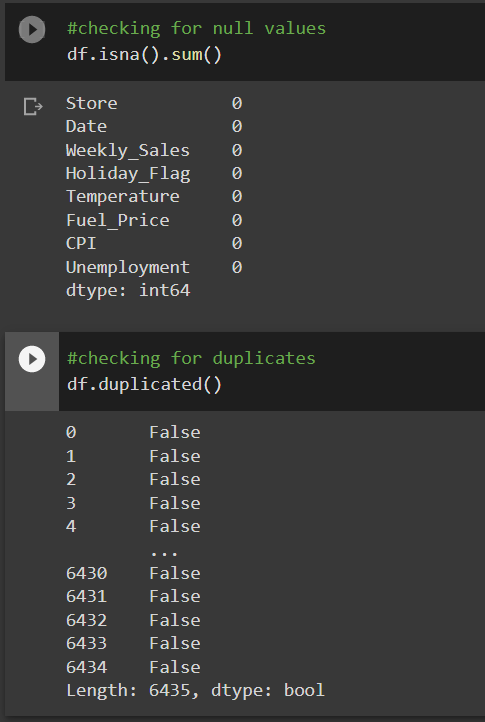 #checking for null values
df.isna().sum()
Store 0
Date 0
Weekly_Sales 0
Holiday_Flag 0
Temperature 0
Fuel_Price 0
CPI 0
Unemployment 0
dtype: int64
#checking for duplicates
df.duplicated()
0 False
1 False
2 False
3 False
4 False
...
6430 False
6431 False
6432 False
6433 False
6434 False
Length: 6435, dtype: bool